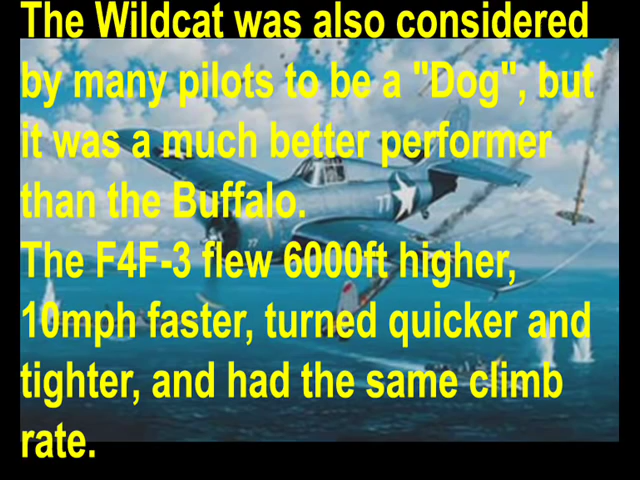 The Wildcat was also considered
by many pilots to be a "Dog", but
it was a much better performer
than the Buffalo.
The F4F-3 flew 6000ft higher,
10mph faster, turned quicker and
tighter, and had the same climb
rate.
77
77